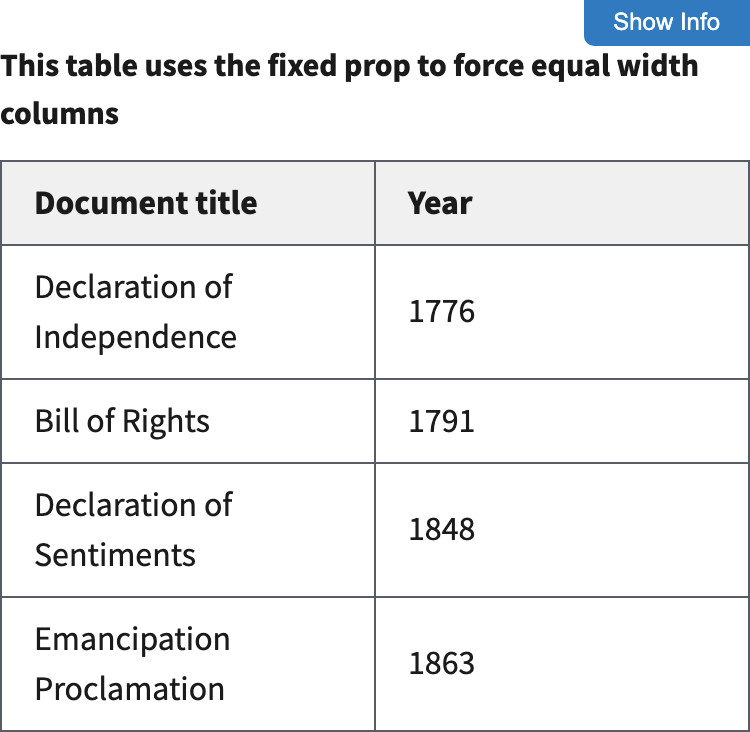 Show Info
This table uses the fixed prop to force equal width
columns
Document title Year
Declaration of
Independence
1776
Bill of Rights 1791
Declaration of
Sentiments
1848
Emancipation
Proclamation
1863